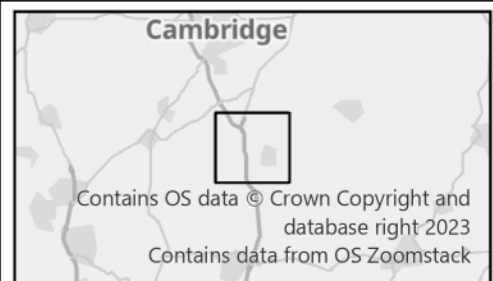 Cambridge
Contains OS data © Crown Copyright and
database right 2023
Contains data from OS Zoomstack